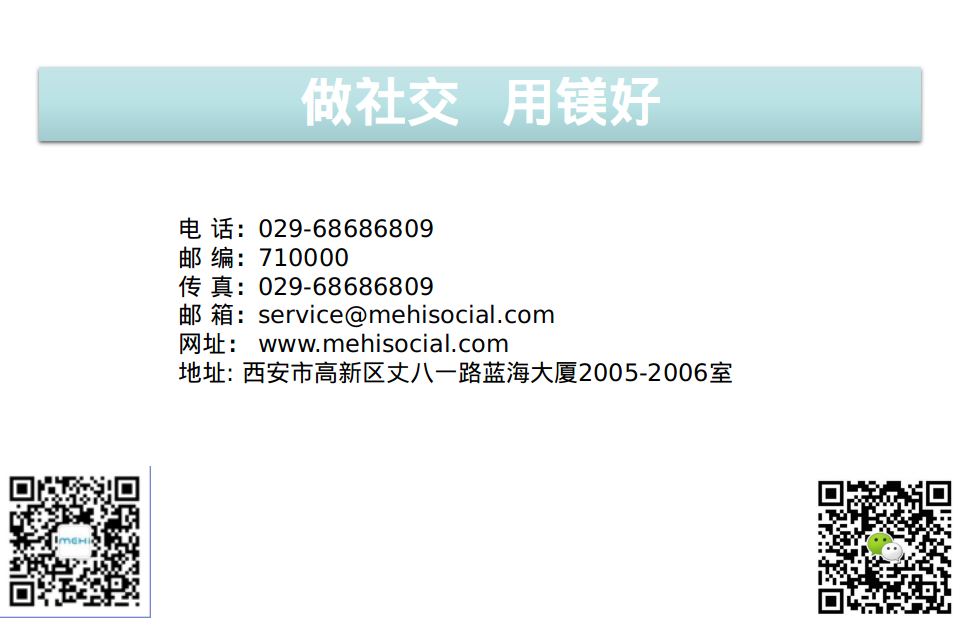 做社交 用镁好
电 话：029-68686809
邮 编：710000
传 真：029-68686809
邮 箱：service@mehisocial.com
网址： www.mehisocial.com
地址: 西安市高新区丈八一路蓝海大厦2005-2006室
mEHi